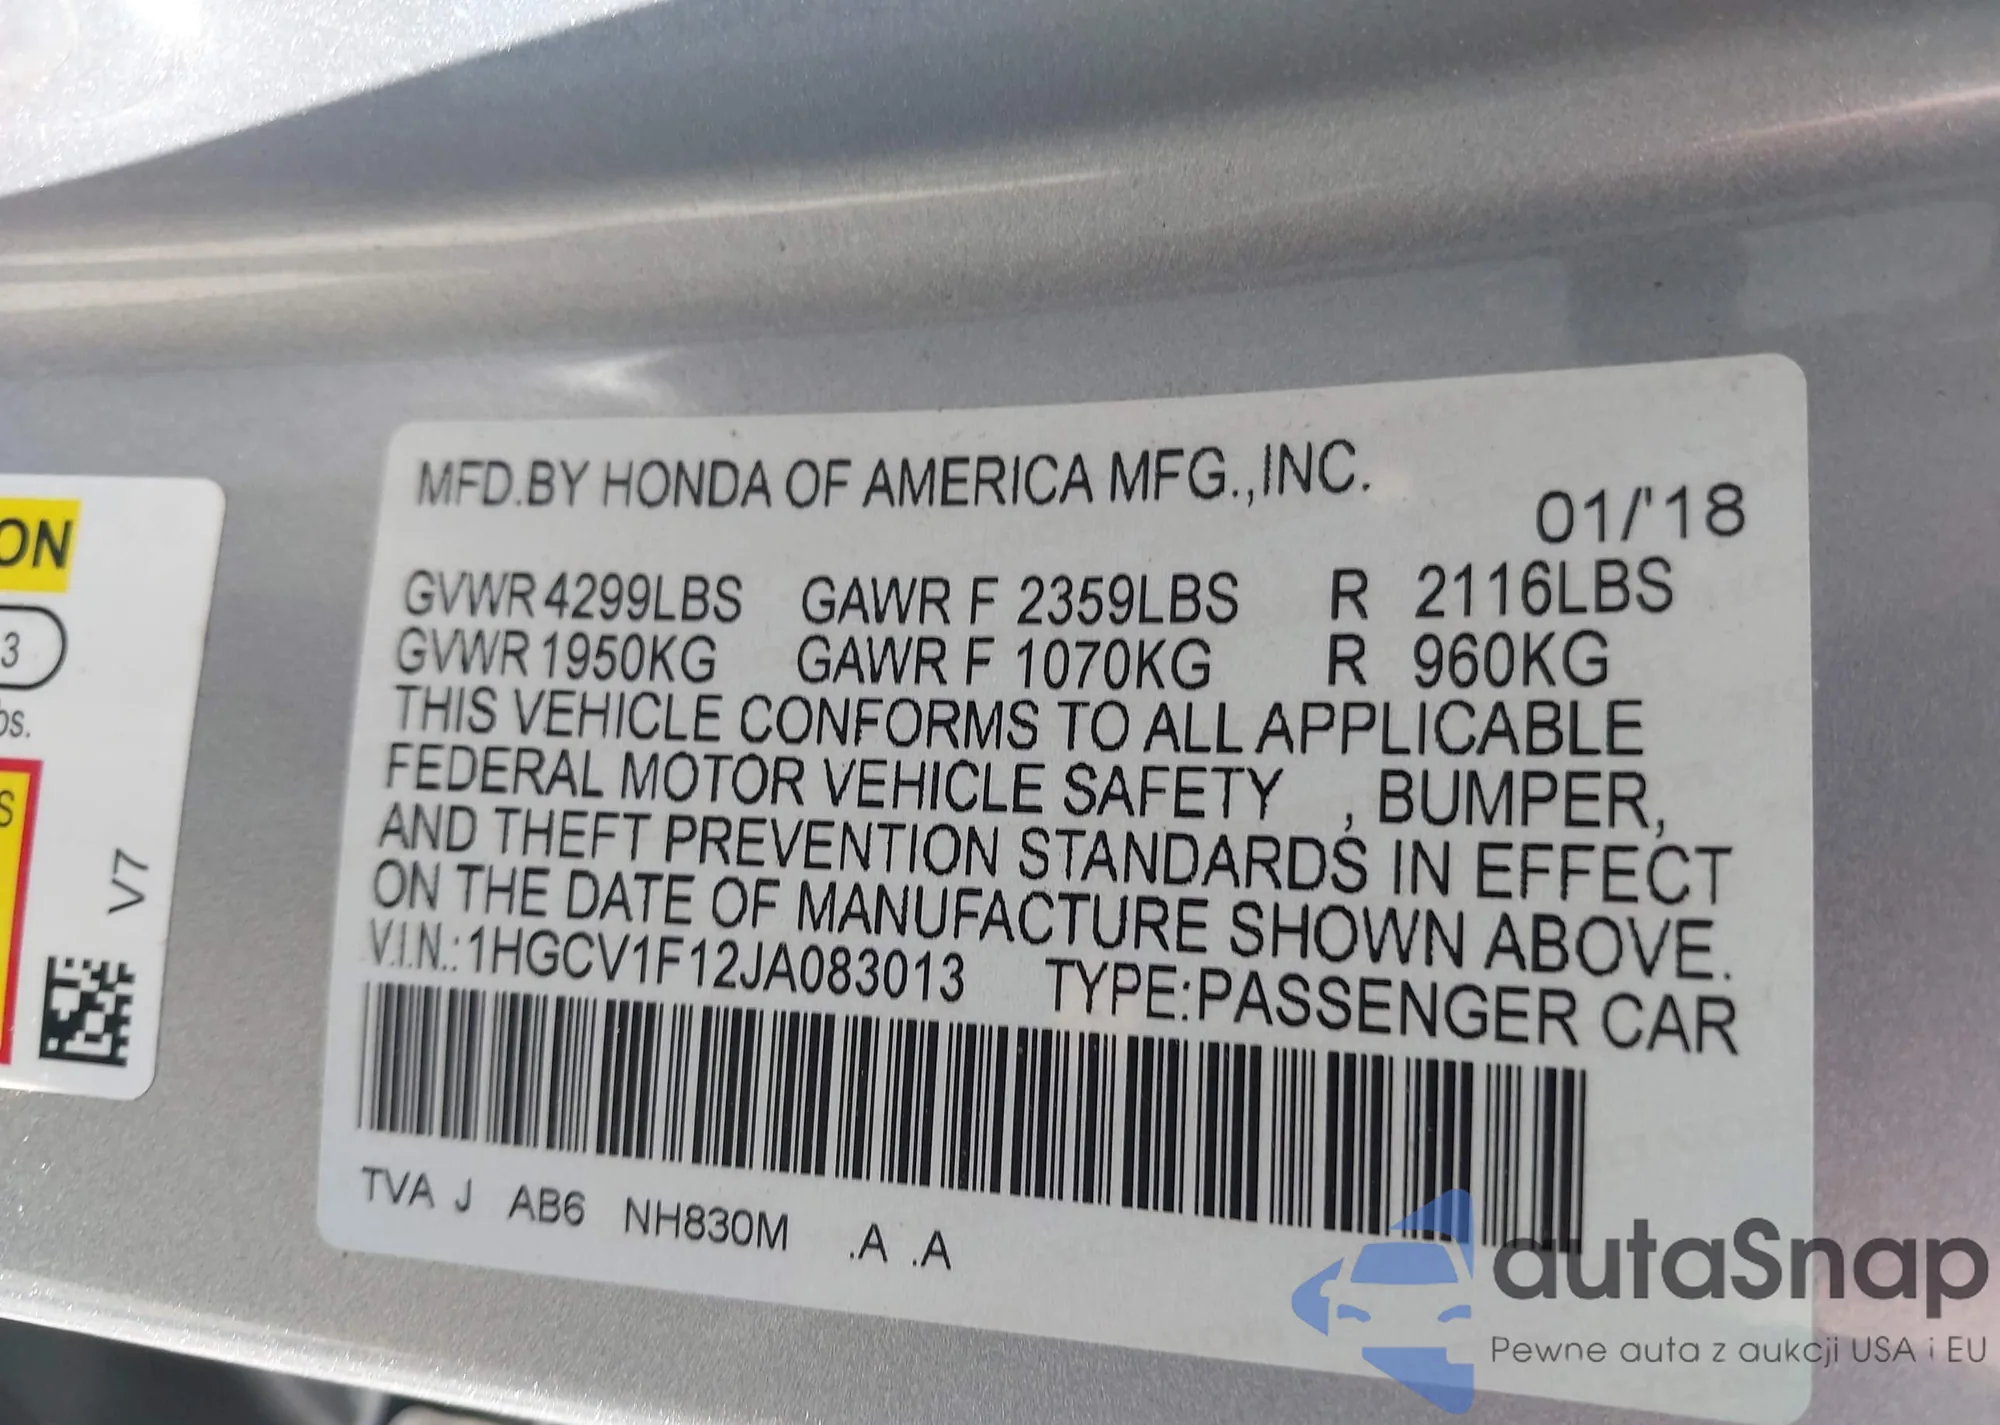 MFD.BY HONDA OF AMERICA MFG.,INC.
01/'18
GVWR 4299LBS GAWR F 2359LBS R 2116LBS
GVWR 1950KG GAWR F 1070KG R 960KG
THIS VEHICLE CONFORMS TO ALL APPLICABLE
FEDERAL MOTOR VEHICLE SAFETY , BUMPER,
AND THEFT PREVENTION STANDARDS IN EFFECT
ON THE DATE OF MANUFACTURE SHOWN ABOVE.
V.I.N.: 1HGCV1F12JA083013 TYPE:PASSENGER CAR
TVA J AB6 NH830M .A .A
ON
3
bs.
S
V7
autaSnap
Pewne auta z aukcji USA i EU